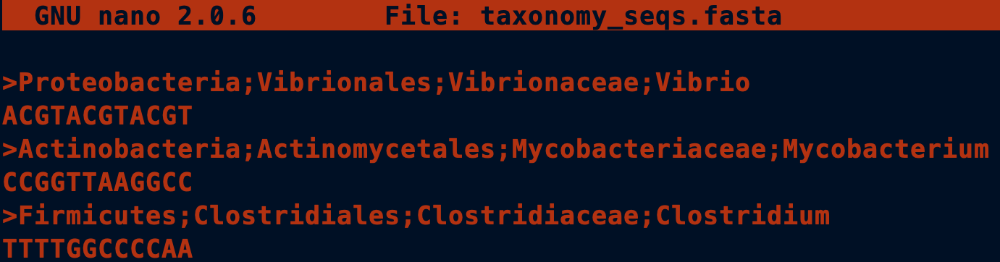 GNU nano 2.0.6 File: taxonomy_seqs.fasta
>Proteobacteria;Vibrionales;Vibrionaceae;Vibrio
ACGTACGTACGT
>Actinobacteria;Actinomycetales;Mycobacteriaceae;Mycobacterium
CCGGTTAAGGCC
>Firmicutes;Clostridiales;Clostridiaceae;Clostridium
TTTTGGCCCCAA